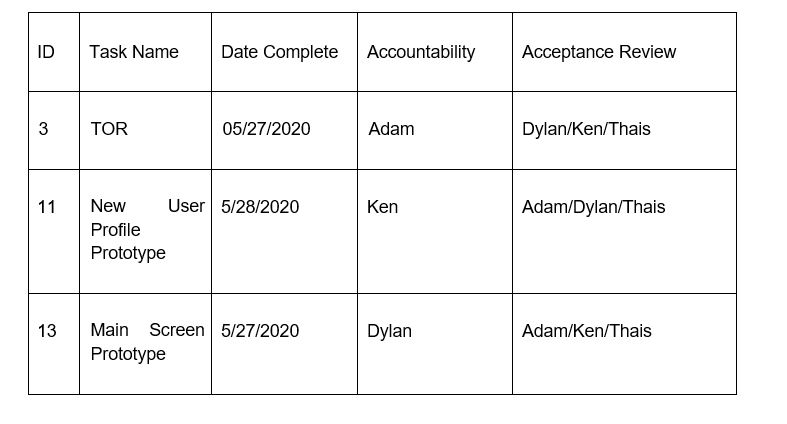 ID Task Name Date Complete Accountability Acceptance Review
3 TOR 05/27/2020 Adam Dylan/Ken/Thais
11 New User 5/28/2020 Ken Adam/Dylan/Thais
Profile
Prototype
13 Main Screen 5/27/2020 Dylan Adam/Ken/Thais
Prototype